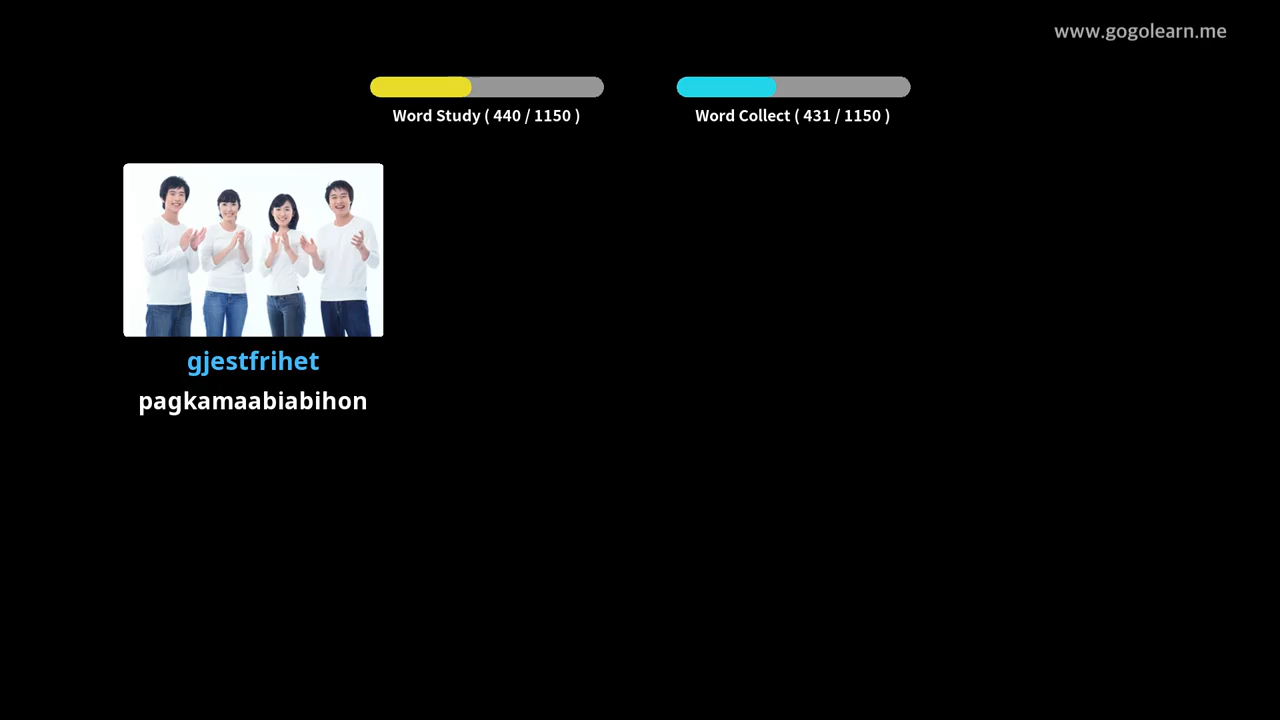 www.gogolearn.me
Word Study ( 440 / 1150 )
Word Collect ( 431 / 1150 )
gjestfrihet
pagkamaabiabihon